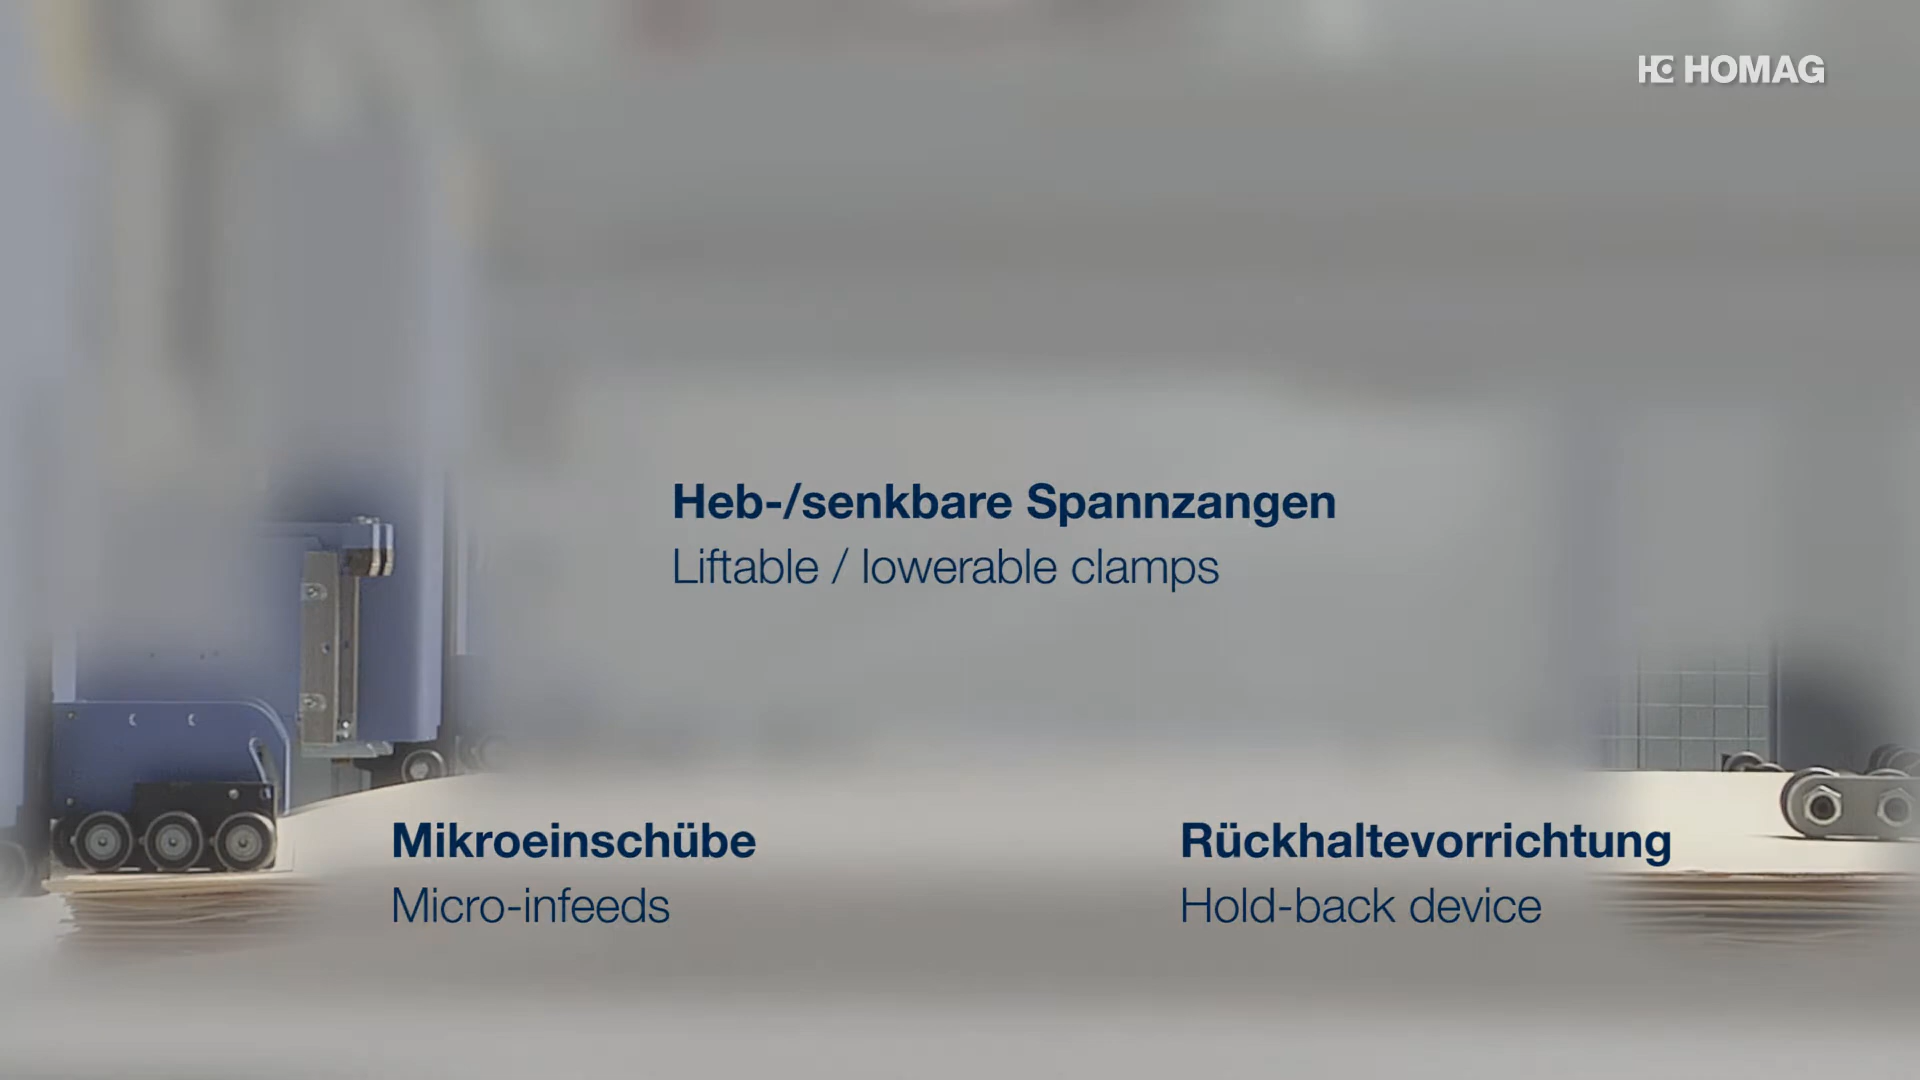 HOMAG
Heb-/senkbare Spannzangen
Liftable / lowerable clamps
Mikroeinschübe
Micro-infeeds
Rückhaltevorrichtung
Hold-back device